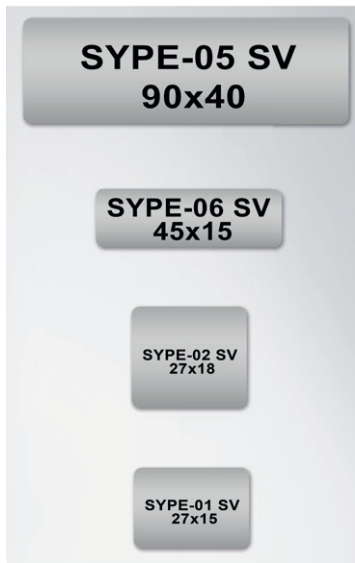 SYPE-05 SV
90x40
SYPE-06 SV
45x15
SYPE-02 SV
27x18
SYPE-01 SV
27x15